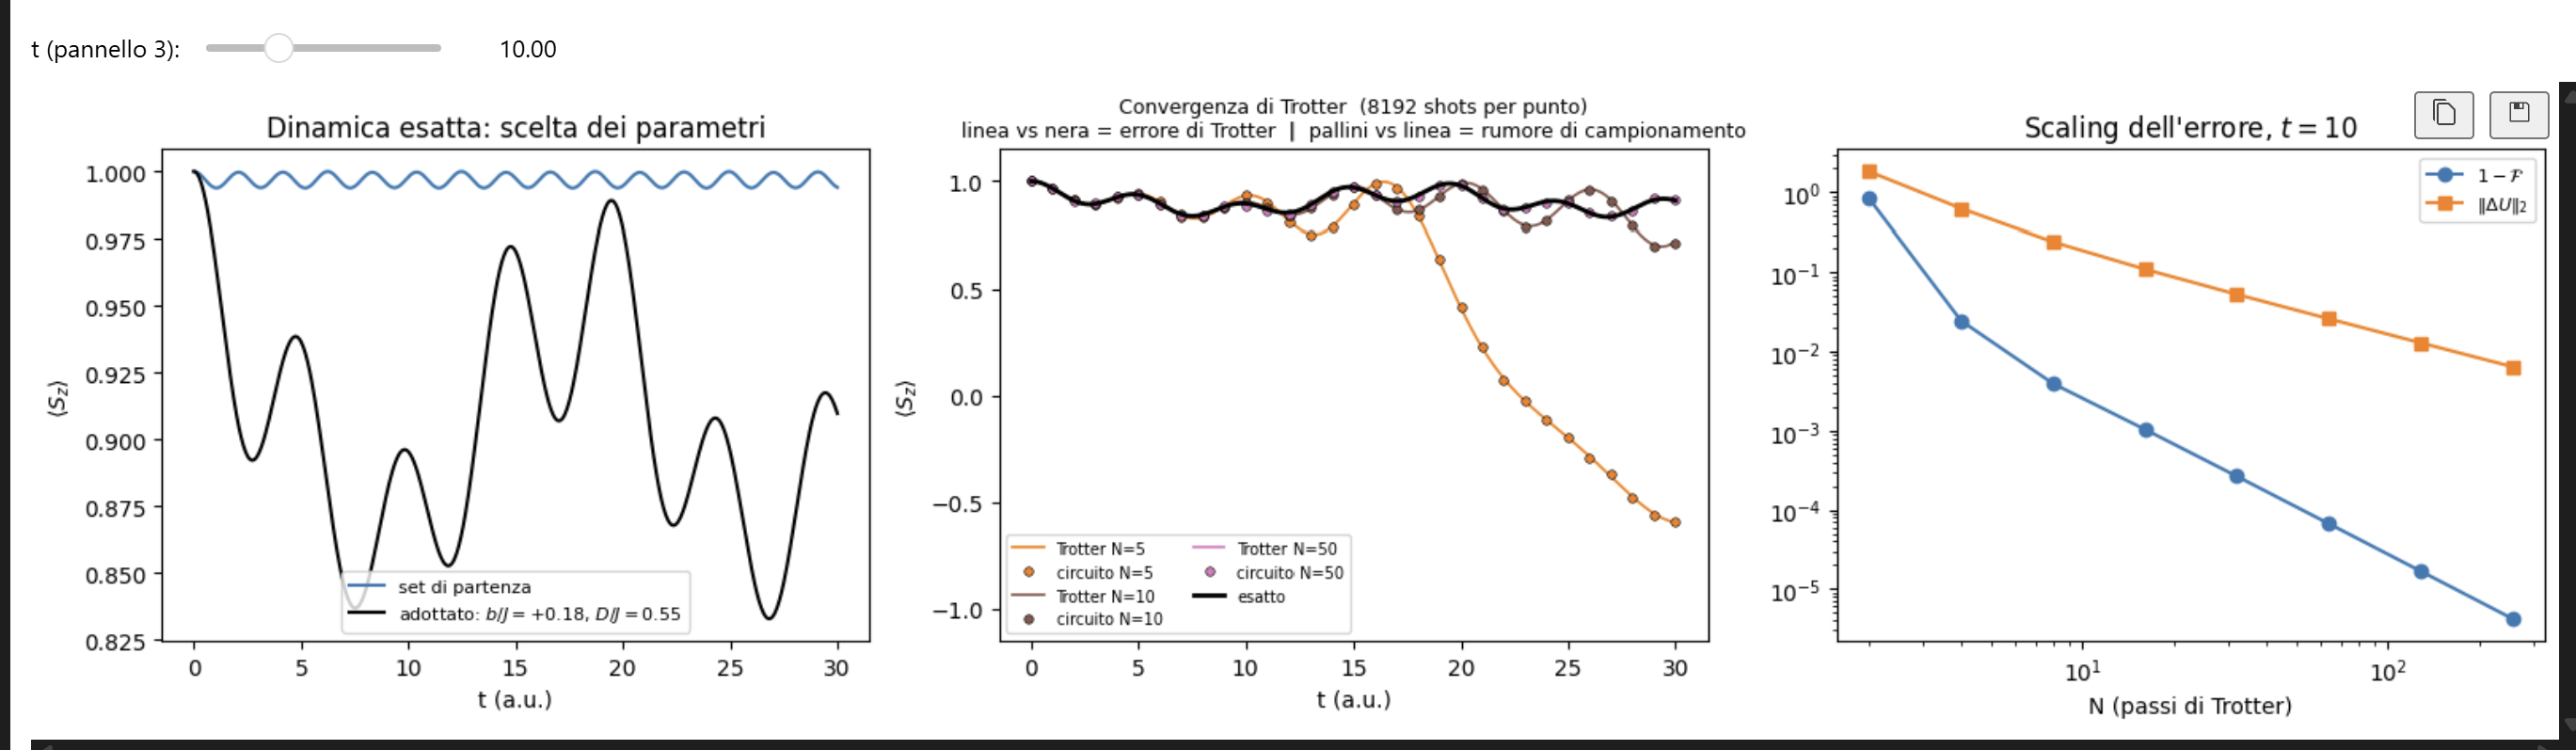 t (pannello 3):
10.00
Dinamica esatta: scelta dei parametri
1.000
0.975
0.950
0.925
0.900
0.875
0.850
0.825
⟨S_z⟩
set di partenza
adottato: b/J = +0.18, D/J = 0.55
0 5 10 15 20 25 30
t (a.u.)
Convergenza di Trotter (8192 shots per punto)
linea vs nera = errore di Trotter | pallini vs linea = rumore di campionamento
1.0
0.5
0.0
−0.5
−1.0
⟨S_z⟩
Trotter N=5
circuito N=5
Trotter N=10
circuito N=10
Trotter N=50
circuito N=50
esatto
0 5 10 15 20 25 30
t (a.u.)
Scaling dell'errore, t = 10
1 − ℱ
‖ΔU‖₂
10⁰
10⁻¹
10⁻²
10⁻³
10⁻⁴
10⁻⁵
10¹ 10²
N (passi di Trotter)